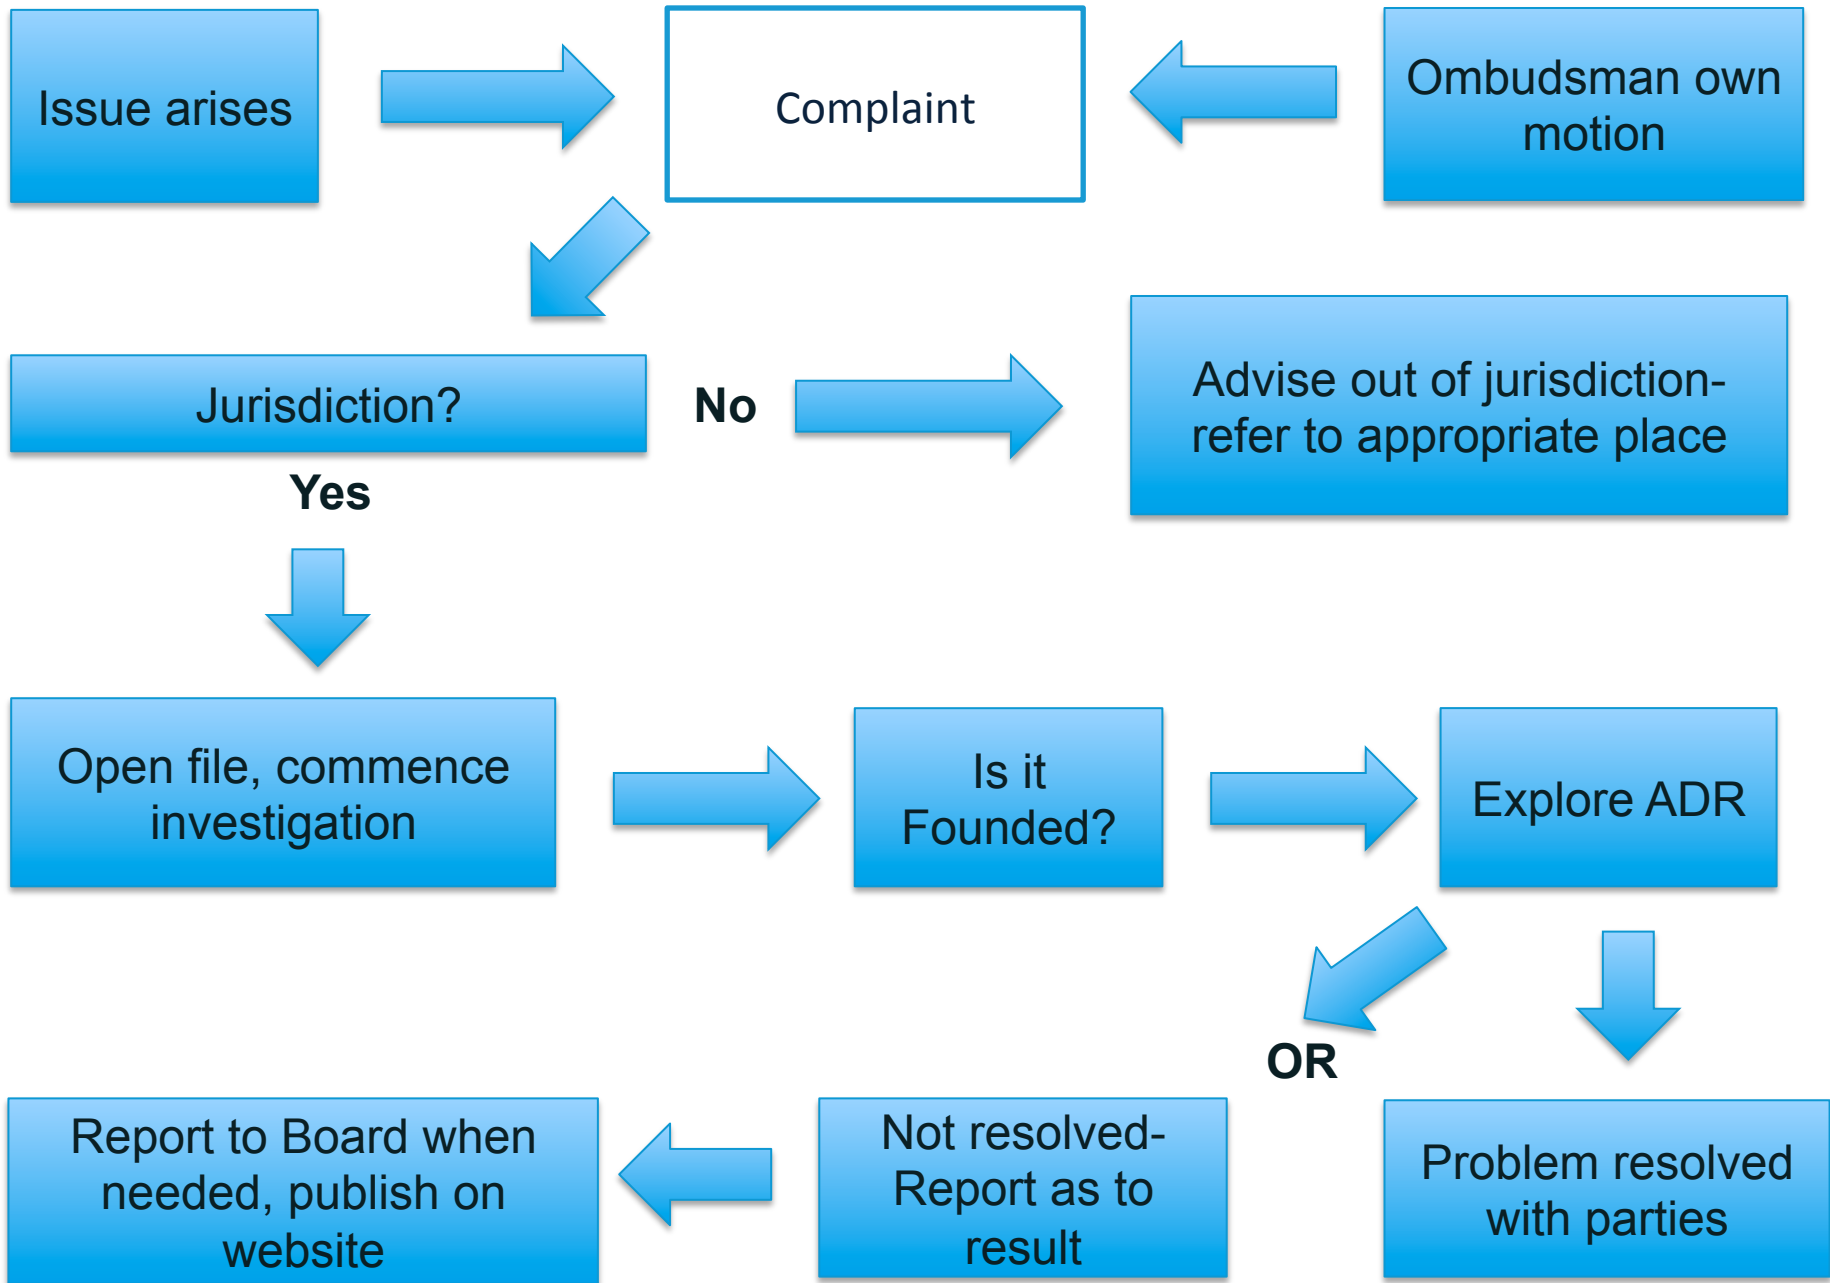 Issue arises
Complaint
Ombudsman own
motion
Jurisdiction?
No
Advise out of jurisdiction-
refer to appropriate place
Yes
Open file, commence
investigation
Is it
Founded?
Explore ADR
OR
Report to Board when
needed, publish on
website
Not resolved-
Report as to
result
Problem resolved
with parties